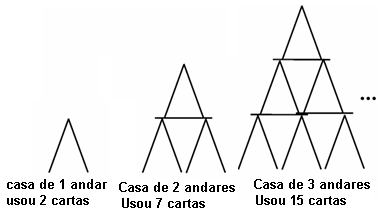 ...
casa de 1 andar
usou 2 cartas
Casa de 2 andares
Usou 7 cartas
Casa de 3 andares
Usou 15 cartas